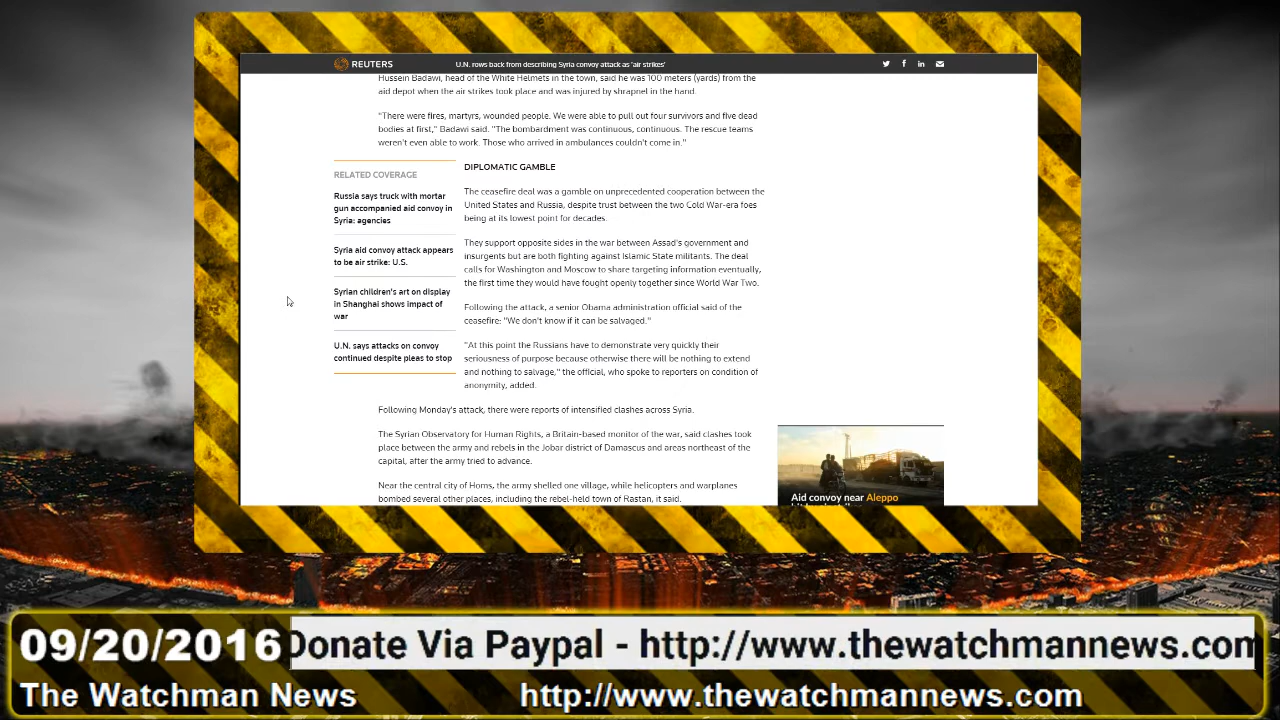 REUTERS
U.N. rows back from describing Syria convoy attack as 'air strikes'
Hussein Badawi, head of the White Helmets in the town, said he was 100 meters (yards) from the
aid depot when the air strikes took place and was injured by shrapnel in the hand.
"There were fires, martyrs, wounded people. We were able to pull out four survivors and five dead
bodies at first," Badawi said. "The bombardment was continuous, continuous. The rescue teams
weren't even able to work. Those who arrived in ambulances couldn't come in."
RELATED COVERAGE
Russia says truck with mortar
gun accompanied aid convoy in
Syria: agencies
Syria aid convoy attack appears
to be air strike: U.S.
Syrian children's art on display
in Shanghai shows impact of
war
U.N. says attacks on convoy
continued despite pleas to stop
DIPLOMATIC GAMBLE
The ceasefire deal was a gamble on unprecedented cooperation between the
United States and Russia, despite trust between the two Cold War-era foes
being at its lowest point for decades.
They support opposite sides in the war between Assad's government and
insurgents but are both fighting against Islamic State militants. The deal
calls for Washington and Moscow to share targeting information eventually,
the first time they would have fought openly together since World War Two.
Following the attack, a senior Obama administration official said of the
ceasefire: "We don't know if it can be salvaged."
"At this point the Russians have to demonstrate very quickly their
seriousness of purpose because otherwise there will be nothing to extend
and nothing to salvage," the official, who spoke to reporters on condition of
anonymity, added.
Following Monday's attack, there were reports of intensified clashes across Syria.
The Syrian Observatory for Human Rights, a Britain-based monitor of the war, said clashes took
place between the army and rebels in the Jobar district of Damascus and areas northeast of the
capital, after the army tried to advance.
Near the central city of Homs, the army shelled one village, while helicopters and warplanes
bombed several other places, including the rebel-held town of Rastan, it said.
Aid convoy near Aleppo
09/20/2016
Donate Via Paypal - http://www.thewatchmannews.com
The Watchman News
http://www.thewatchmannews.com